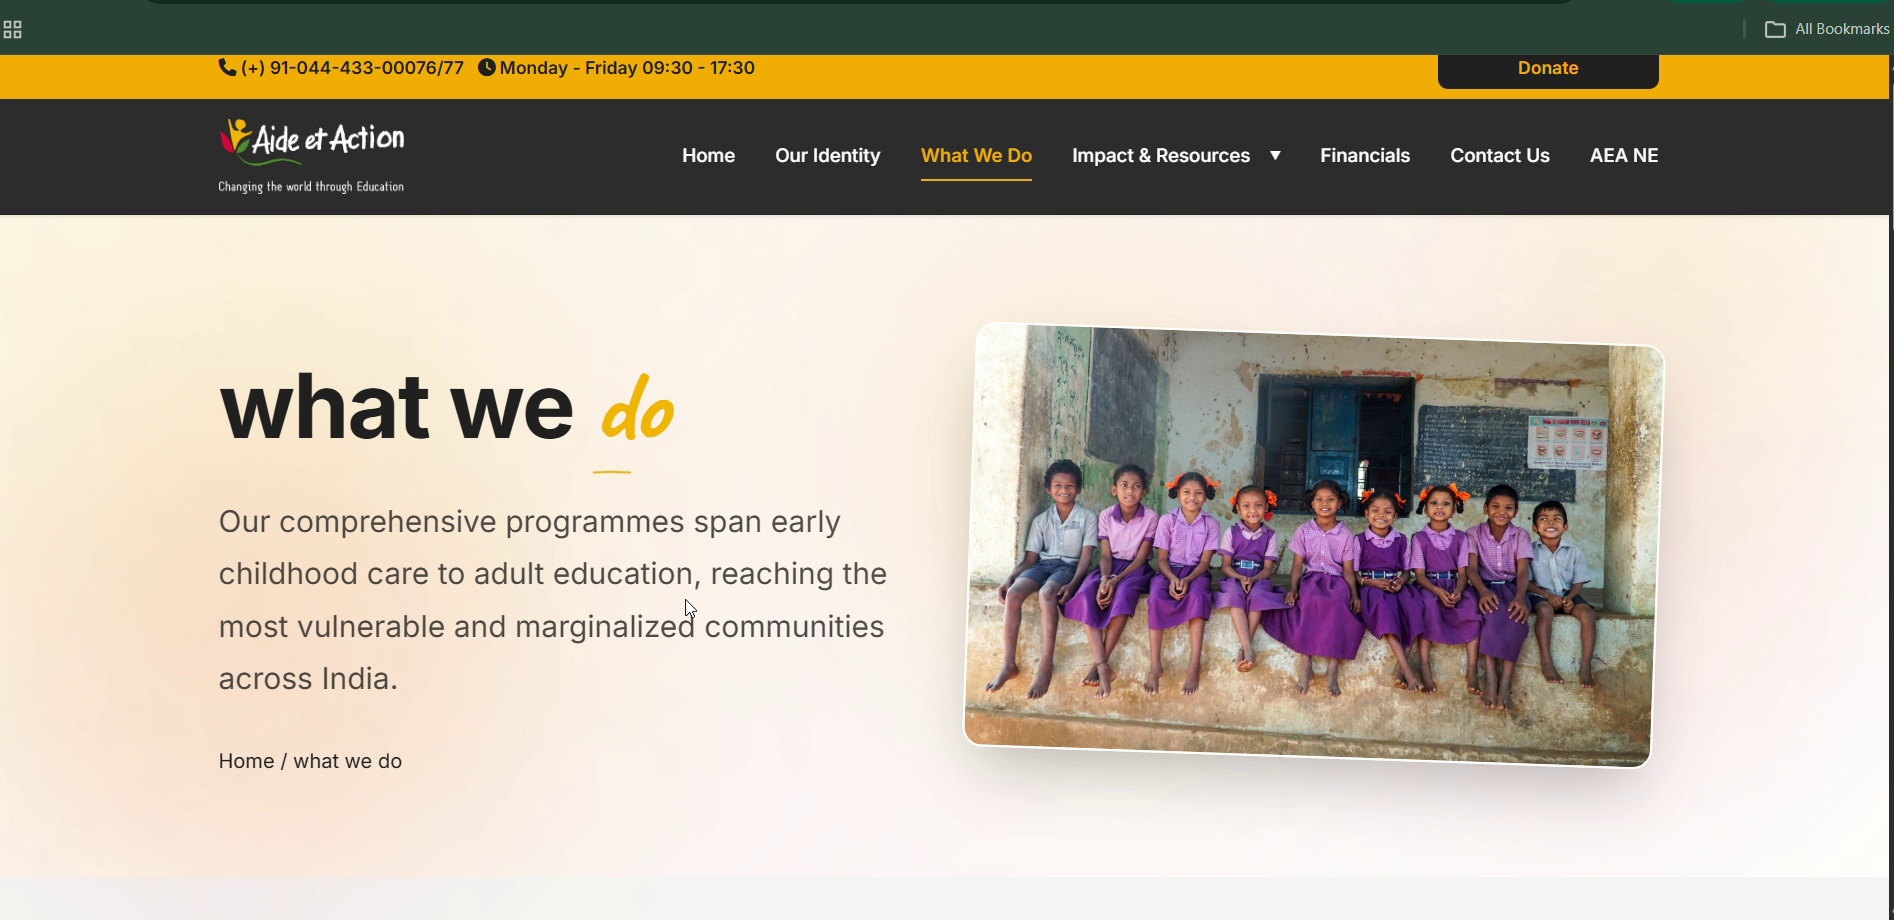 All Bookmarks
(+) 91-044-433-00076/77 Monday - Friday 09:30 - 17:30
Donate
Aide et Action
Changing the world through Education
Home Our Identity What We Do Impact & Resources Financials Contact Us AEA NE
what we do
Our comprehensive programmes span early
childhood care to adult education, reaching the
most vulnerable and marginalized communities
across India.
Home / what we do